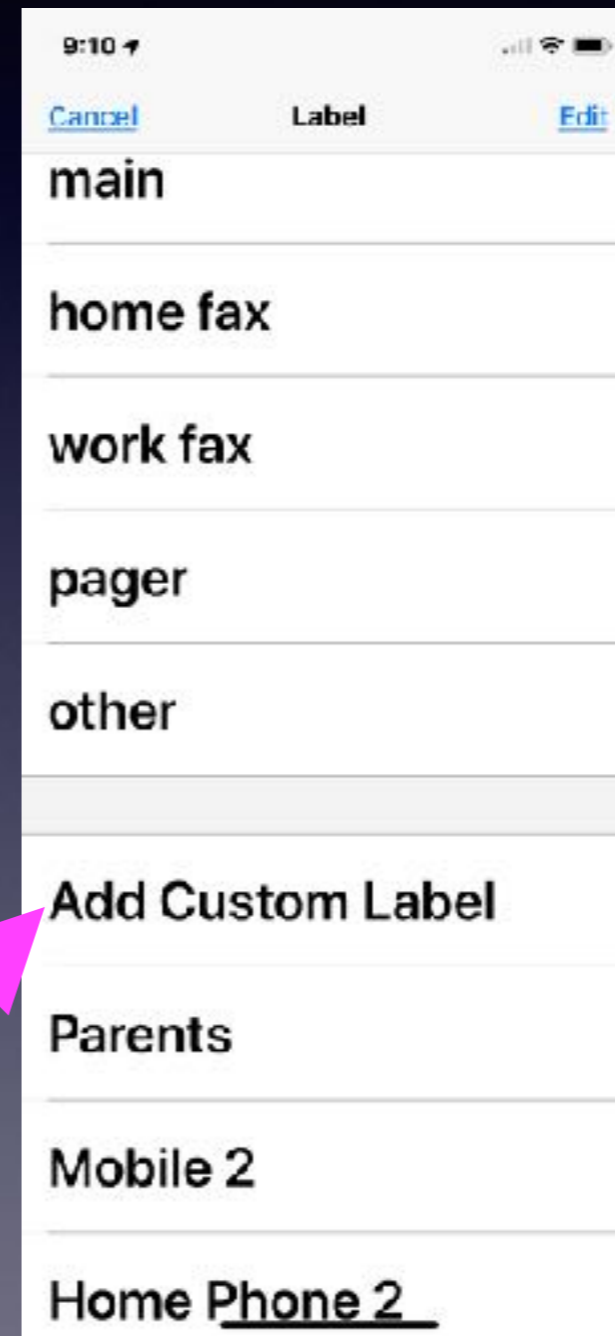 9:10
Cancel Label Edit
main
home fax
work fax
pager
other
Add Custom Label
Parents
Mobile 2
Home Phone 2